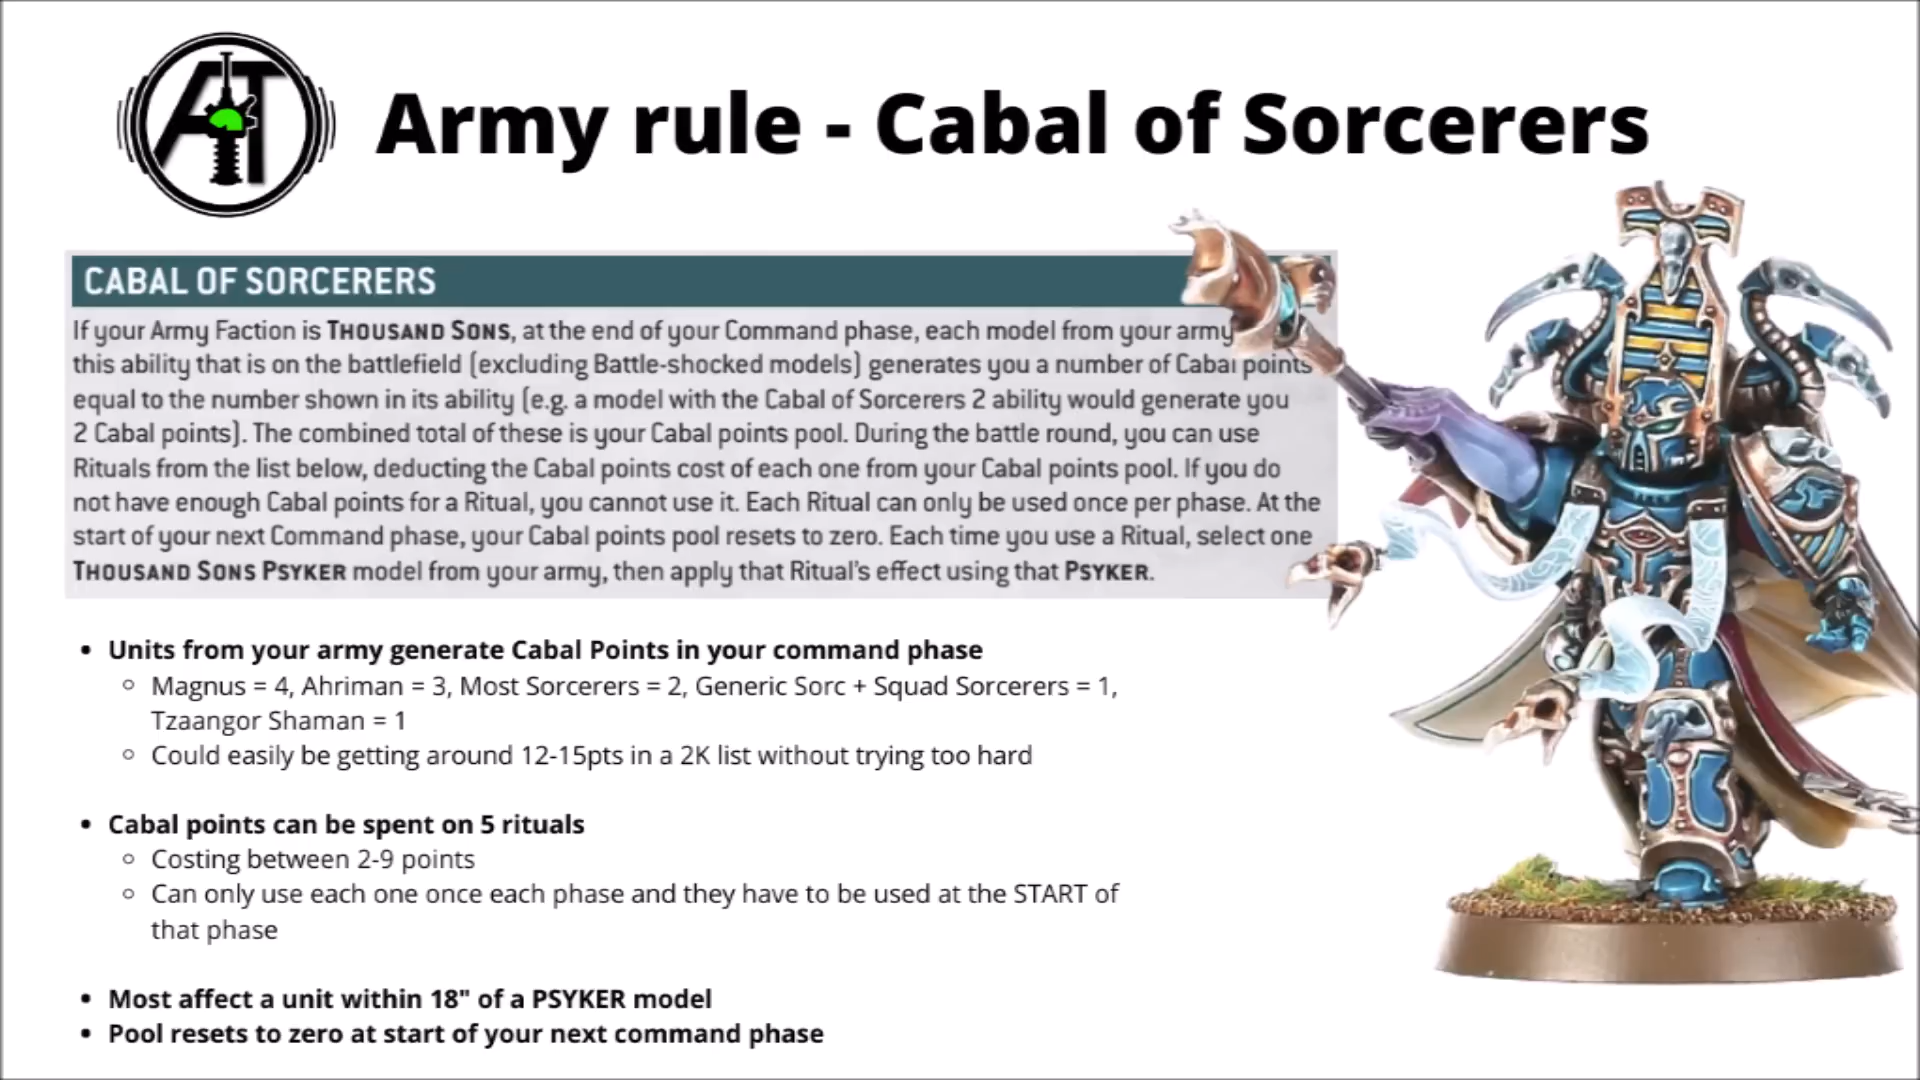 AT
Army rule - Cabal of Sorcerers
CABAL OF SORCERERS
If your Army Faction is THOUSAND SONS, at the end of your Command phase, each model from your army
this ability that is on the battlefield (excluding Battle-shocked models) generates you a number of Cabal points
equal to the number shown in its ability (e.g. a model with the Cabal of Sorcerers 2 ability would generate you
2 Cabal points). The combined total of these is your Cabal points pool. During the battle round, you can use
Rituals from the list below, deducting the Cabal points cost of each one from your Cabal points pool. If you do
not have enough Cabal points for a Ritual, you cannot use it. Each Ritual can only be used once per phase. At the
start of your next Command phase, your Cabal points pool resets to zero. Each time you use a Ritual, select one
THOUSAND SONS PSYKER model from your army, then apply that Ritual's effect using that PSYKER.
• Units from your army generate Cabal Points in your command phase
◦ Magnus = 4, Ahriman = 3, Most Sorcerers = 2, Generic Sorc + Squad Sorcerers = 1,
Tzaangor Shaman = 1
◦ Could easily be getting around 12-15pts in a 2K list without trying too hard
• Cabal points can be spent on 5 rituals
◦ Costing between 2-9 points
◦ Can only use each one once each phase and they have to be used at the START of
that phase
• Most affect a unit within 18" of a PSYKER model
• Pool resets to zero at start of your next command phase